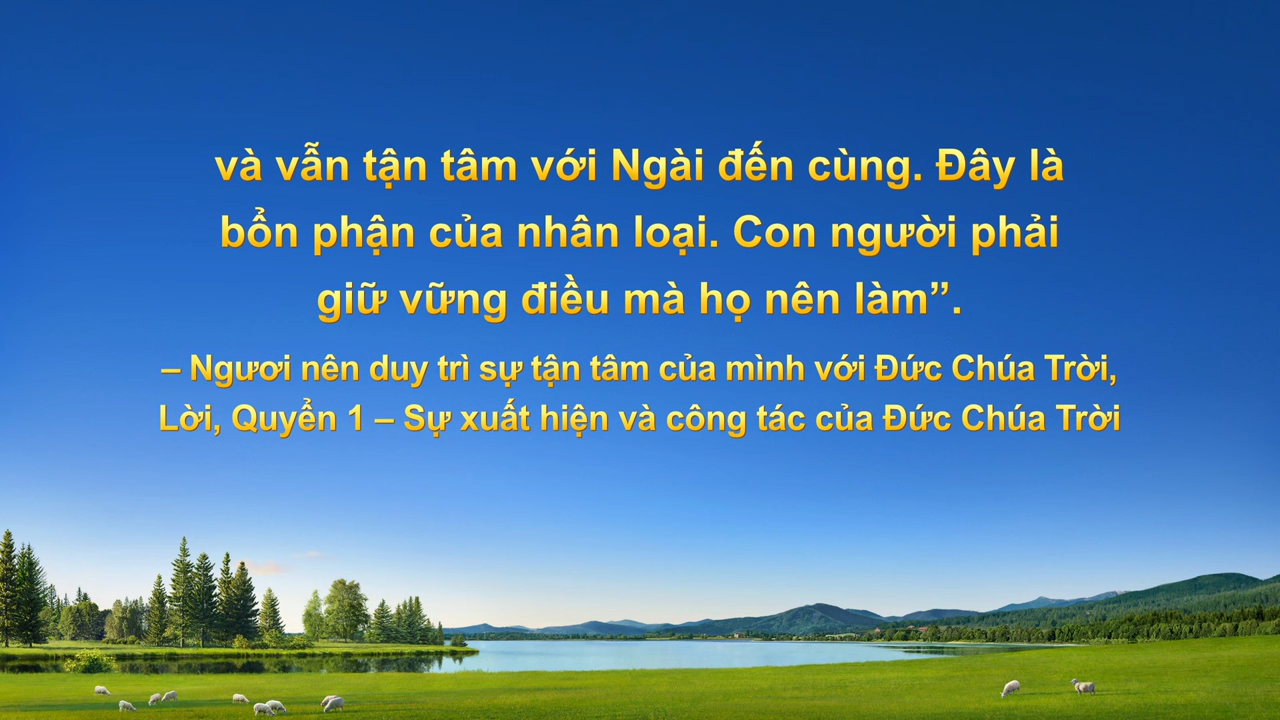 và vẫn tận tâm với Ngài đến cùng. Đây là
bổn phận của nhân loại. Con người phải
giữ vững điều mà họ nên làm”.
– Ngươi nên duy trì sự tận tâm của mình với Đức Chúa Trời,
Lời, Quyển 1 – Sự xuất hiện và công tác của Đức Chúa Trời